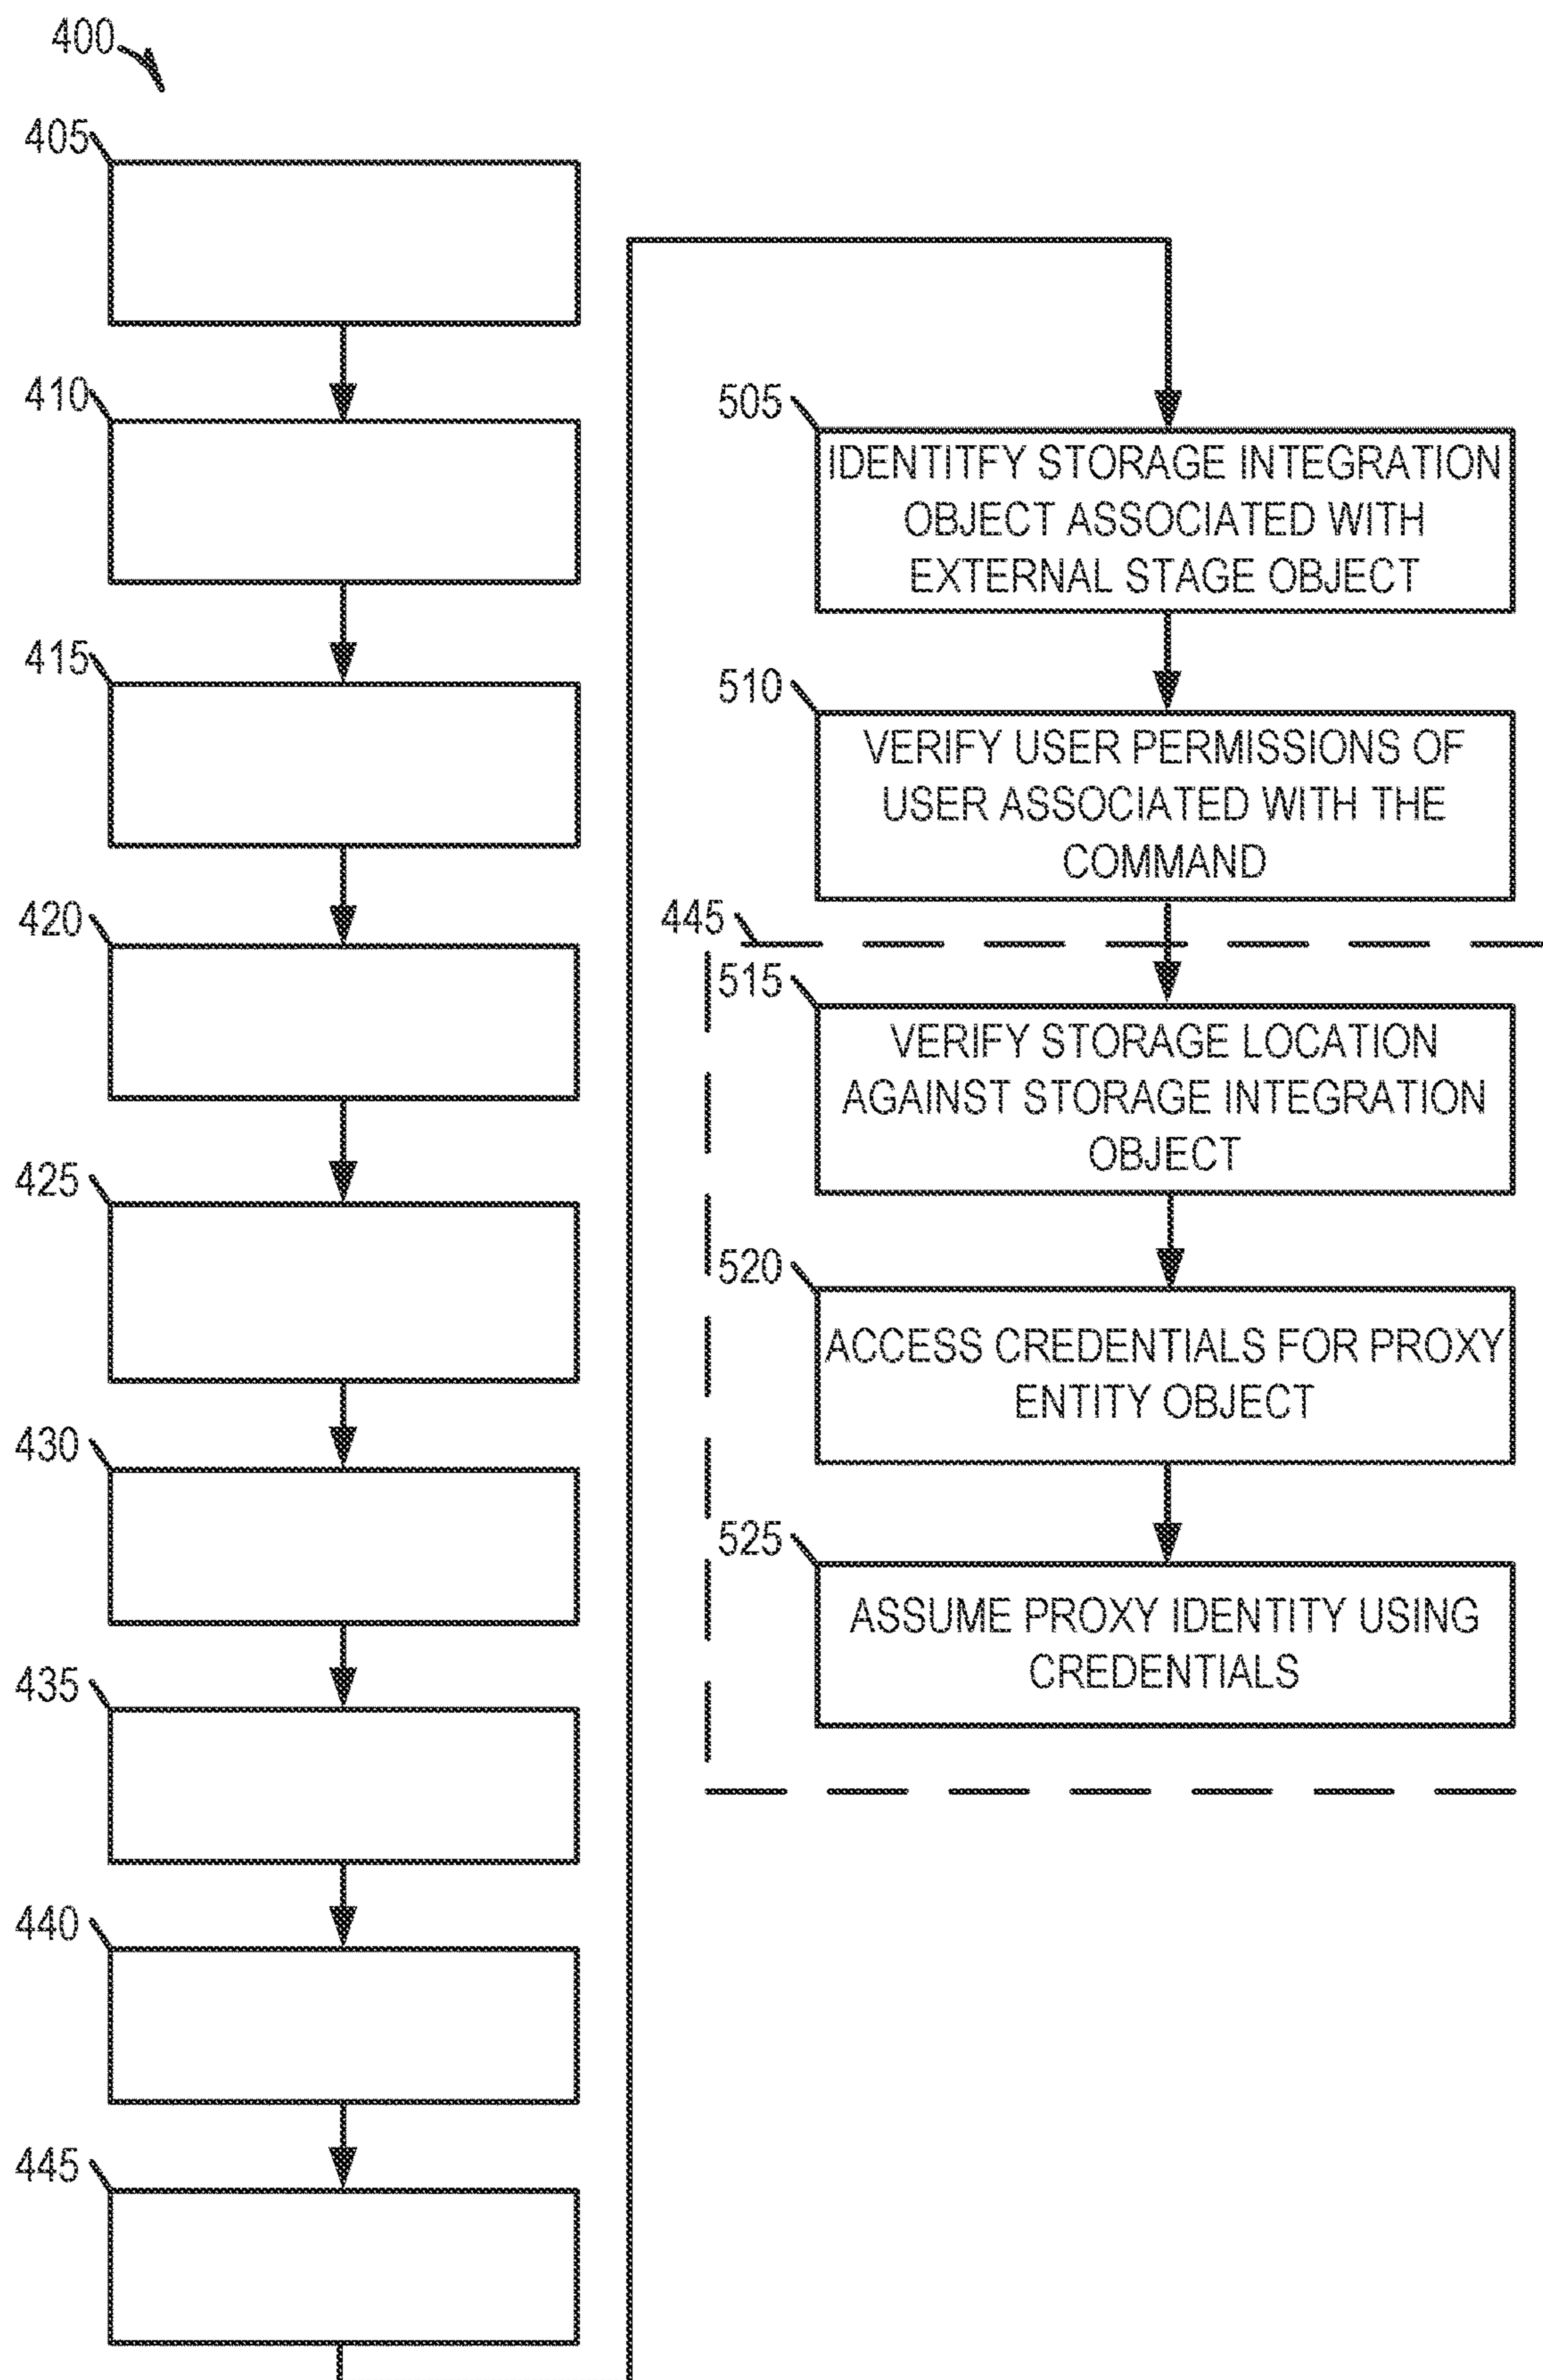 400
405
410
415
420
425
430
435
440
445
505
IDENTITFY STORAGE INTEGRATION
OBJECT ASSOCIATED WITH
EXTERNAL STAGE OBJECT
510
VERIFY USER PERMISSIONS OF
USER ASSOCIATED WITH THE
COMMAND
445
515
VERIFY STORAGE LOCATION
AGAINST STORAGE INTEGRATION
OBJECT
520
ACCESS CREDENTIALS FOR PROXY
ENTITY OBJECT
525
ASSUME PROXY IDENTITY USING
CREDENTIALS